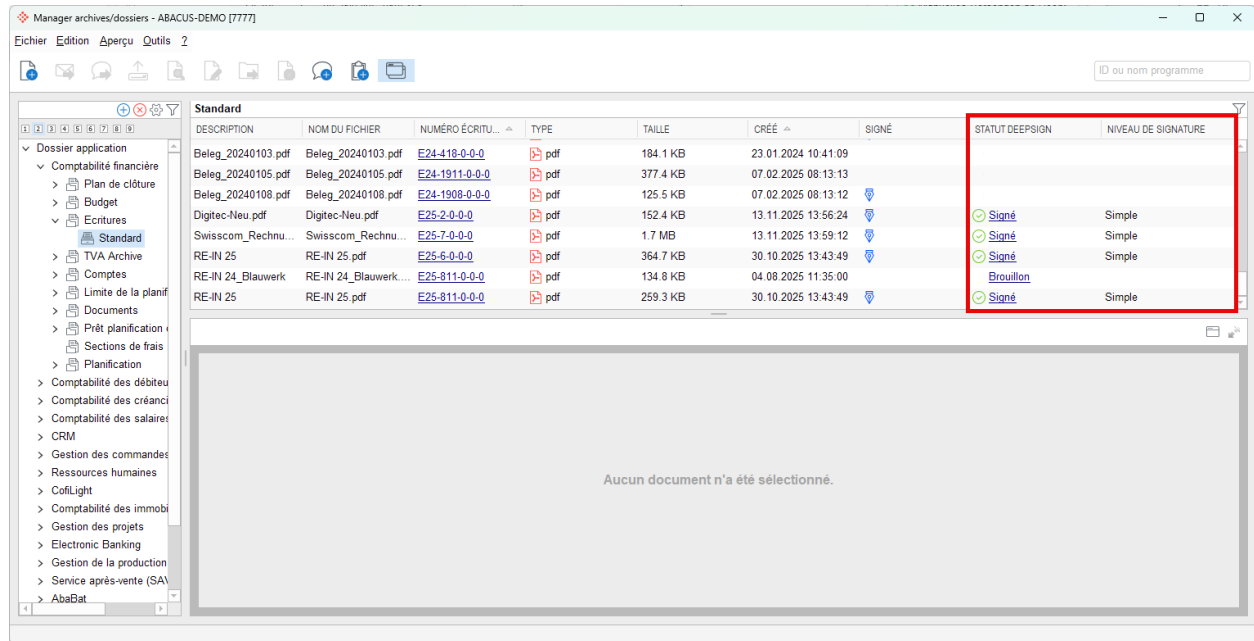 Manager archives/dossiers - ABACUS-DEMO [7777]
Fichier Edition Aperçu Outils ?
ID ou nom programme
1 2 3 4 5 6 7 8 9
Dossier application
Comptabilité financière
Plan de clôture
Budget
Ecritures
Standard
TVA Archive
Comptes
Limite de la planif
Documents
Prêt planification
Sections de frais
Planification
Comptabilité des débiteu
Comptabilité des créanci
Comptabilité des salaires
CRM
Gestion des commandes
Ressources humaines
CofiLight
Comptabilité des immobi
Gestion des projets
Electronic Banking
Gestion de la production
Service après-vente (SAV
AbaBat
Standard
DESCRIPTION NOM DU FICHIER NUMÉRO ÉCRITU... TYPE TAILLE CRÉÉ SIGNÉ STATUT DEEPSIGN NIVEAU DE SIGNATURE
Beleg_20240103.pdf Beleg_20240103.pdf E24-418-0-0-0 pdf 184.1 KB 23.01.2024 10:41:09
Beleg_20240105.pdf Beleg_20240105.pdf E24-1911-0-0-0 pdf 377.4 KB 07.02.2025 08:13:13
Beleg_20240108.pdf Beleg_20240108.pdf E24-1908-0-0-0 pdf 125.5 KB 07.02.2025 08:13:12
Digitec-Neu.pdf Digitec-Neu.pdf E25-2-0-0-0 pdf 152.4 KB 13.11.2025 13:56:24 Signé Simple
Swisscom_Rechnu... Swisscom_Rechnu... E25-7-0-0-0 pdf 1.7 MB 13.11.2025 13:59:12 Signé Simple
RE-IN 25 RE-IN 25.pdf E25-6-0-0-0 pdf 364.7 KB 30.10.2025 13:43:49 Signé Simple
RE-IN 24_Blauwerk RE-IN 24_Blauwerk.... E25-811-0-0-0 pdf 134.8 KB 04.08.2025 11:35:00 Brouillon
RE-IN 25 RE-IN 25.pdf E25-811-0-0-0 pdf 259.3 KB 30.10.2025 13:43:49 Signé Simple
Aucun document n'a été sélectionné.